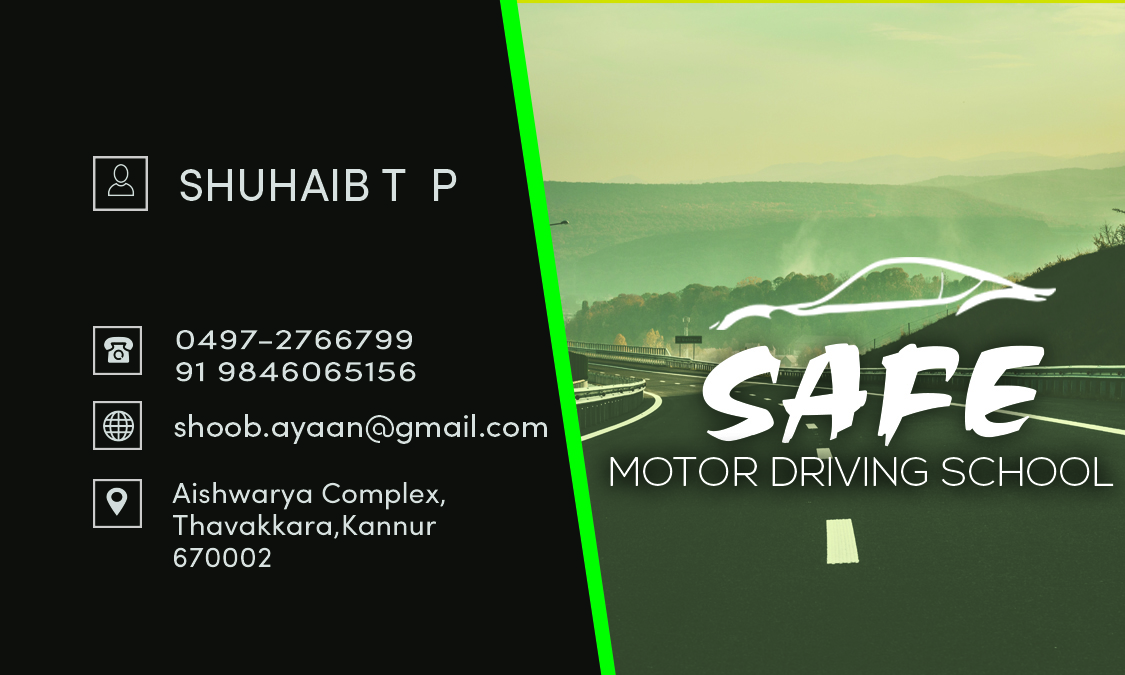 SHUHAIB T P
0497-2766799
91 9846065156
shoob.ayaan@gmail.com
Aishwarya Complex,
Thavakkara,Kannur
670002
SAFE
MOTOR DRIVING SCHOOL